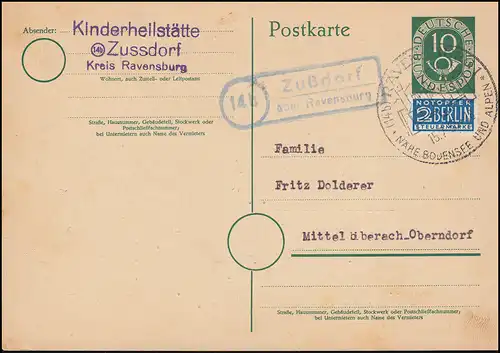 Absender:
Kinderheilstätte
14b Zussdorf
Kreis Ravensburg
Wohnort, auch Zustell- oder Leitpostamt
Straße, Hausnummer, Gebäudeteil, Stockwerk oder
Postschließfachnummer;
bei Untermietern auch Name des Vermieters
Postkarte
14b
Zußdorf
über Ravensburg
DEUTSCHE
BUNDESPOST
10
NOTOPFER
2 BERLIN
STEUERMARKE
NAHE BODENSEE UND ALPEN
Familie
Fritz Dolderer
Mittel überach-Oberndorf
Straße, Hausnummer, Gebäudeteil, Stockwerk oder Postschließfachnummer;
bei Untermietern auch Name des Vermieters